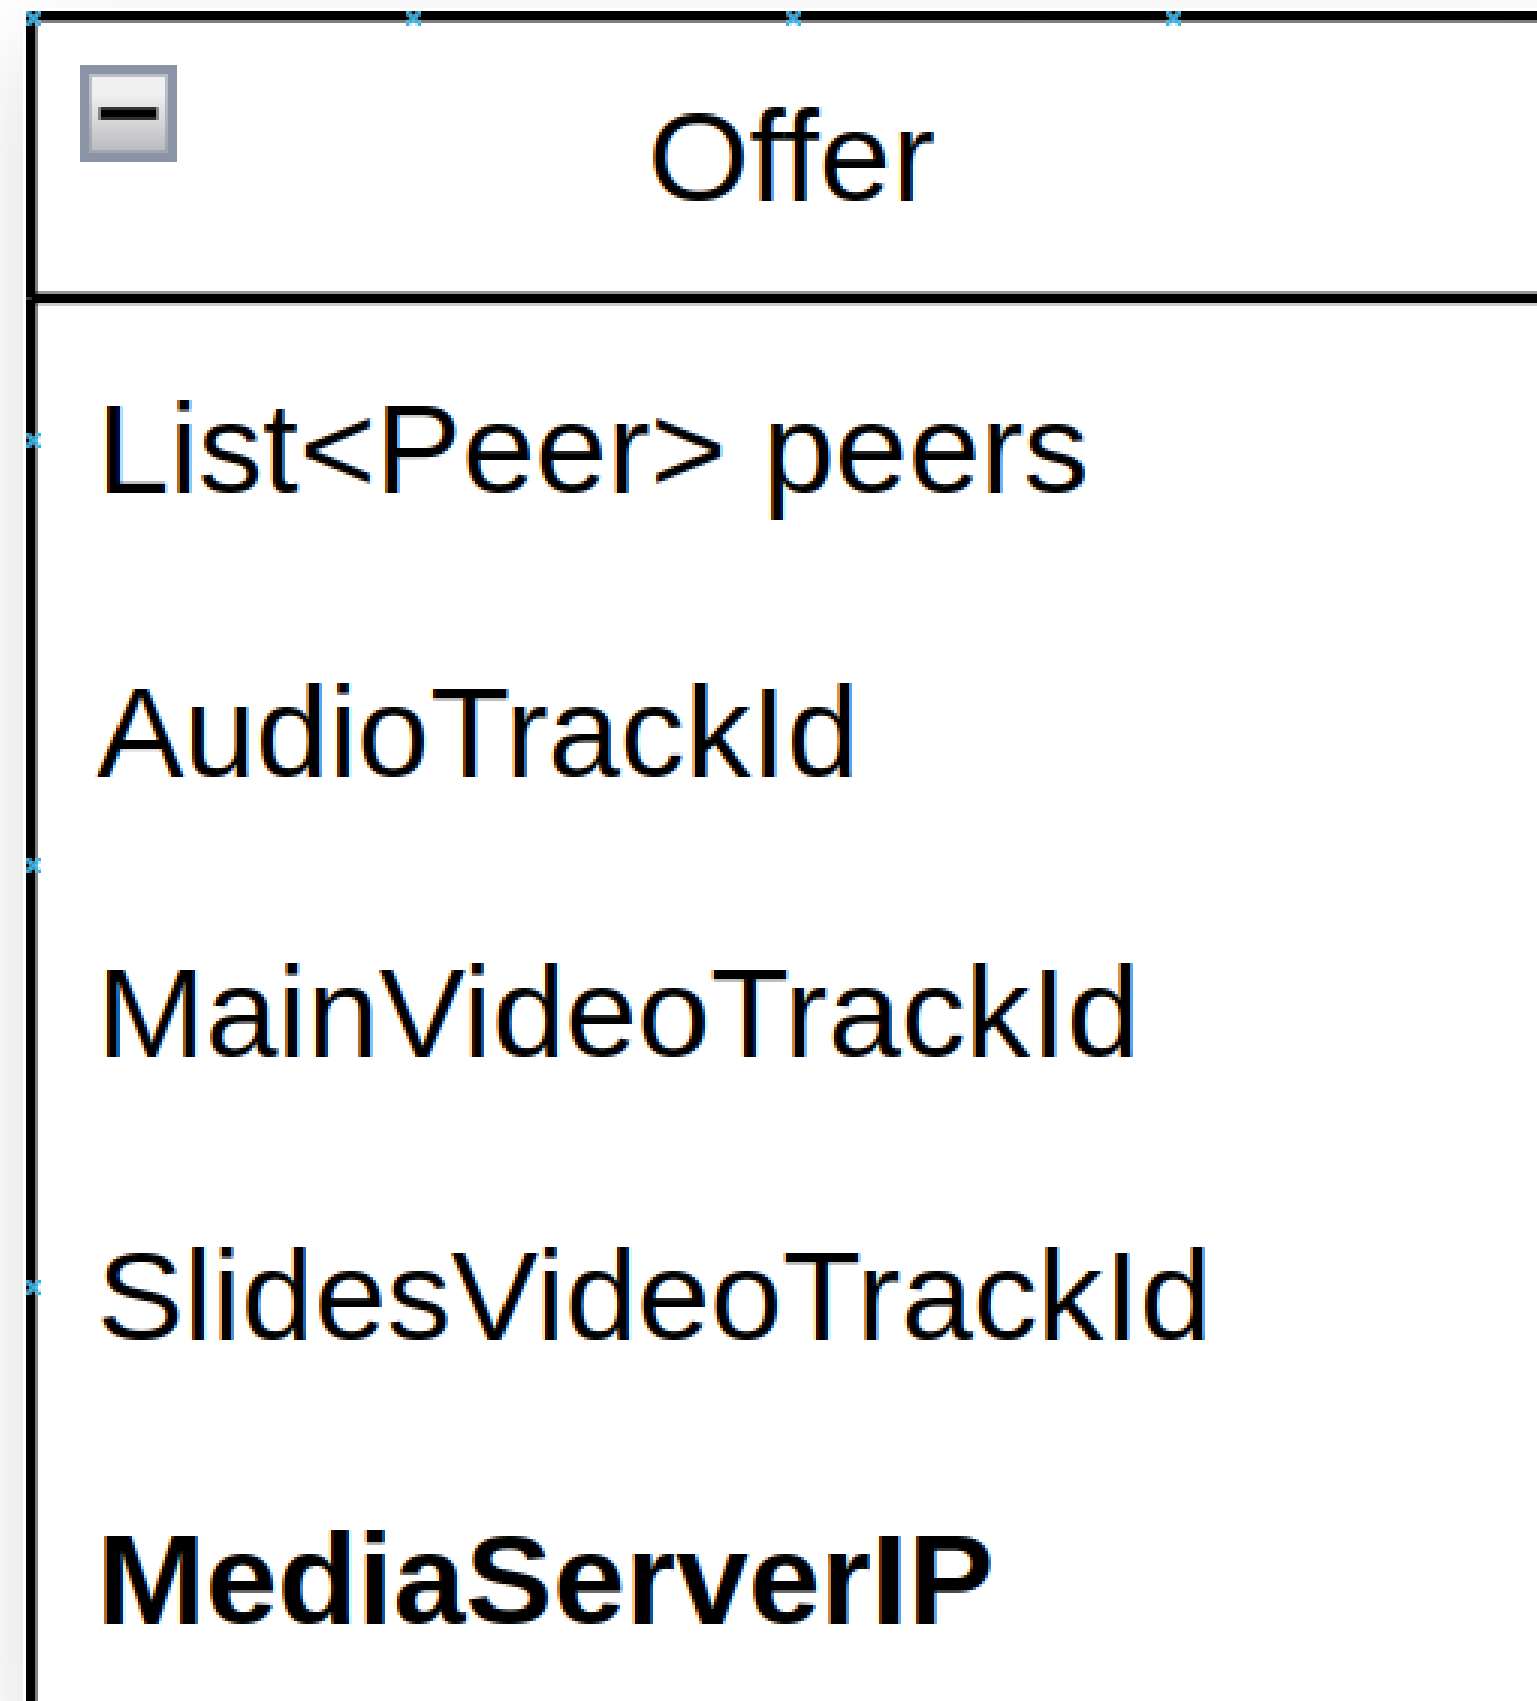 Offer
List<Peer> peers
AudioTrackId
MainVideoTrackId
SlidesVideoTrackId
MediaServerIP